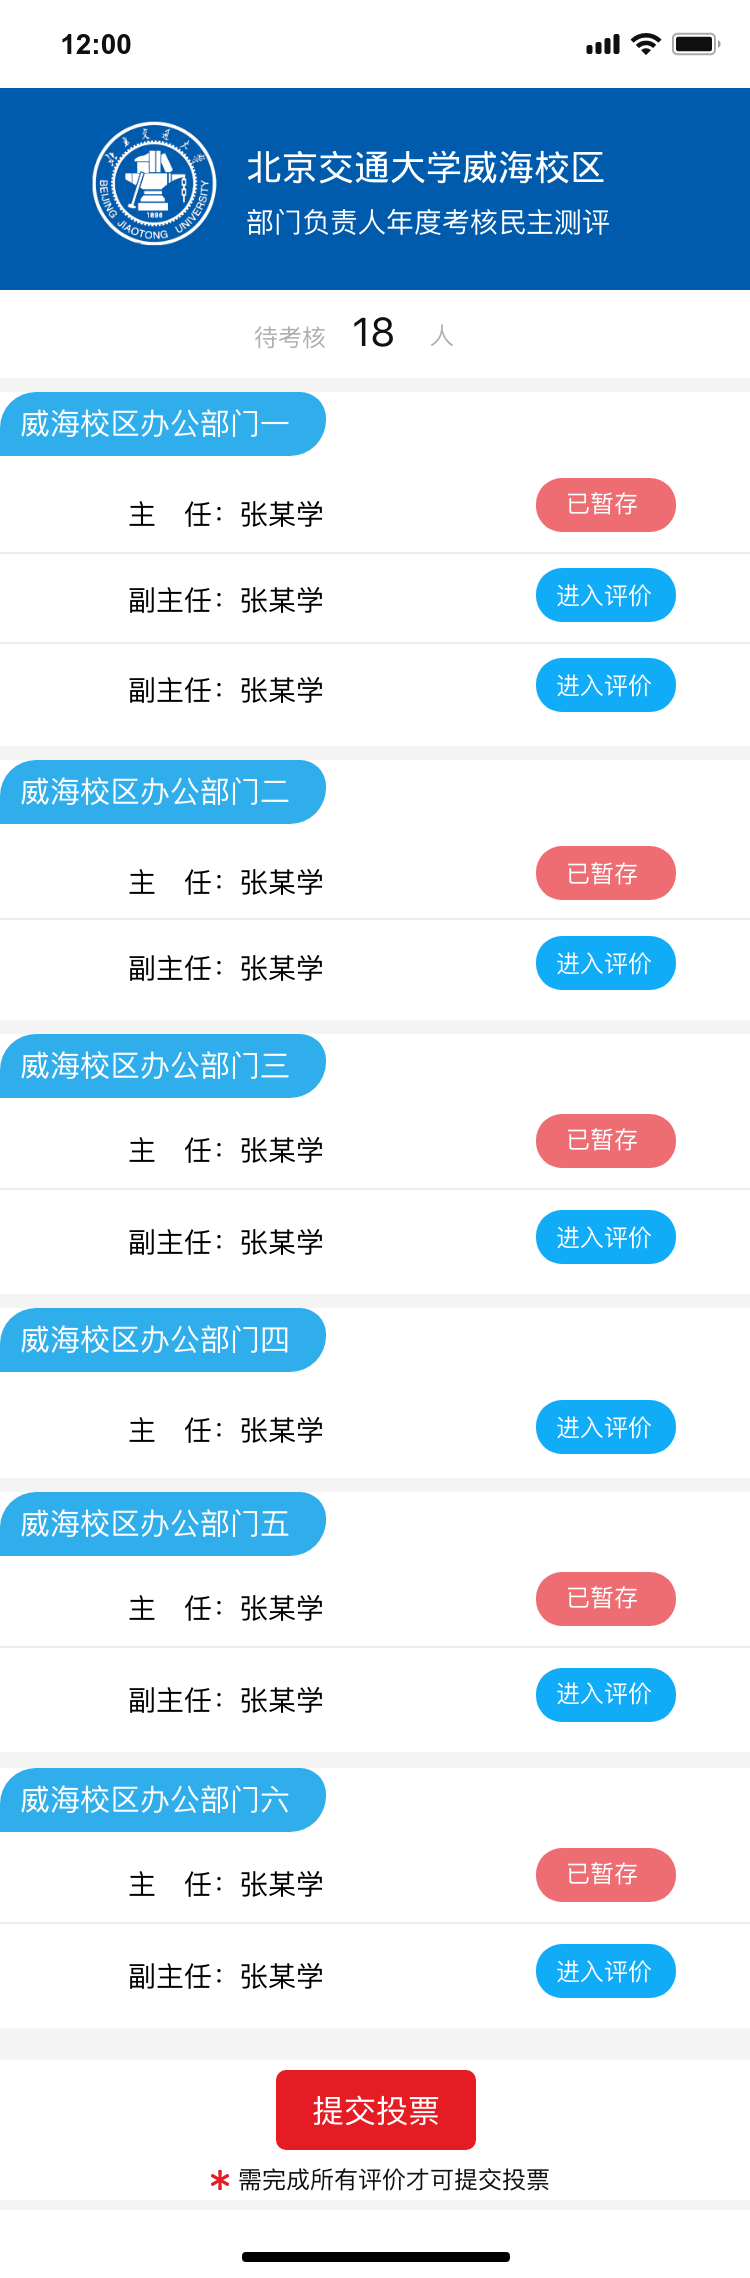 12:00
北京交通大学
BEIJING JIAOTONG UNIVERSITY
1896
北京交通大学威海校区
部门负责人年度考核民主测评
待考核 18 人
威海校区办公部门一
主 任：张某学 已暂存
副主任：张某学 进入评价
副主任：张某学 进入评价
威海校区办公部门二
主 任：张某学 已暂存
副主任：张某学 进入评价
威海校区办公部门三
主 任：张某学 已暂存
副主任：张某学 进入评价
威海校区办公部门四
主 任：张某学 进入评价
威海校区办公部门五
主 任：张某学 已暂存
副主任：张某学 进入评价
威海校区办公部门六
主 任：张某学 已暂存
副主任：张某学 进入评价
提交投票
* 需完成所有评价才可提交投票